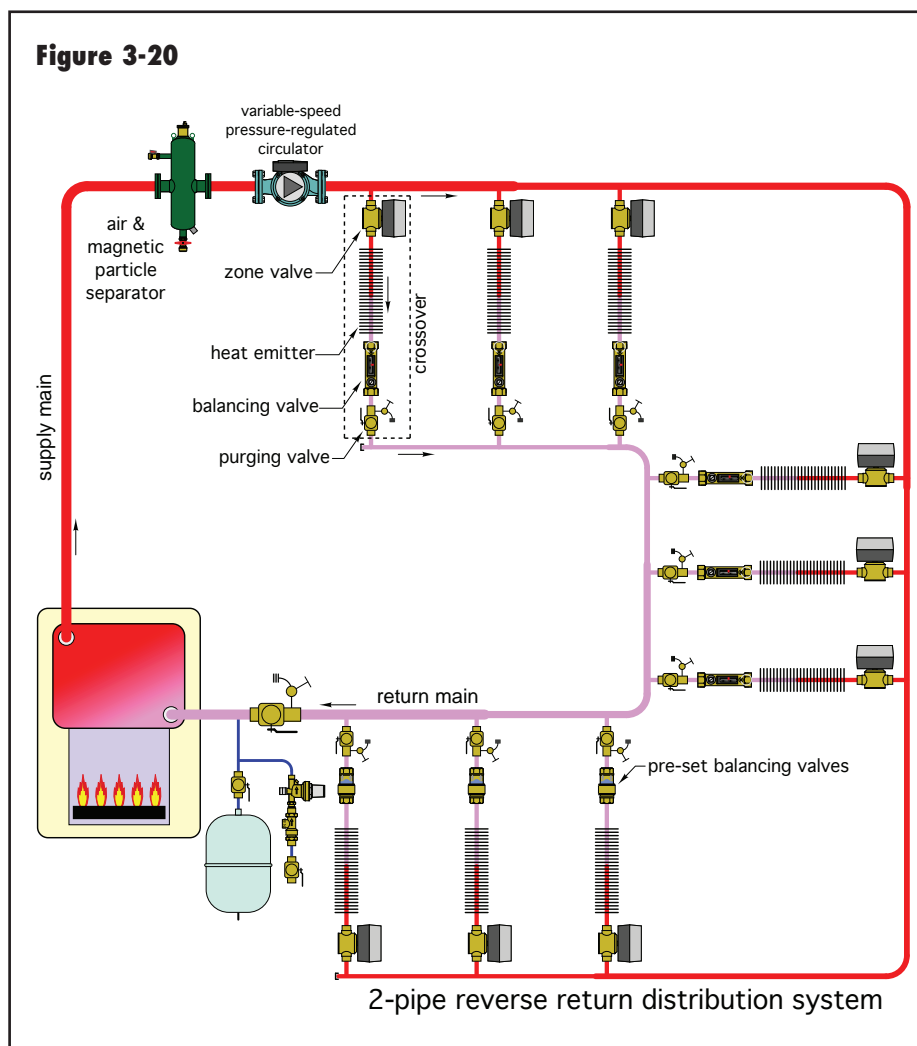 Figure 3-20
variable-speed
pressure-regulated
circulator
air &
magnetic
particle
separator
zone valve
heat emitter
crossover
balancing valve
purging valve
supply main
return main
pre-set balancing valves
2-pipe reverse return distribution system